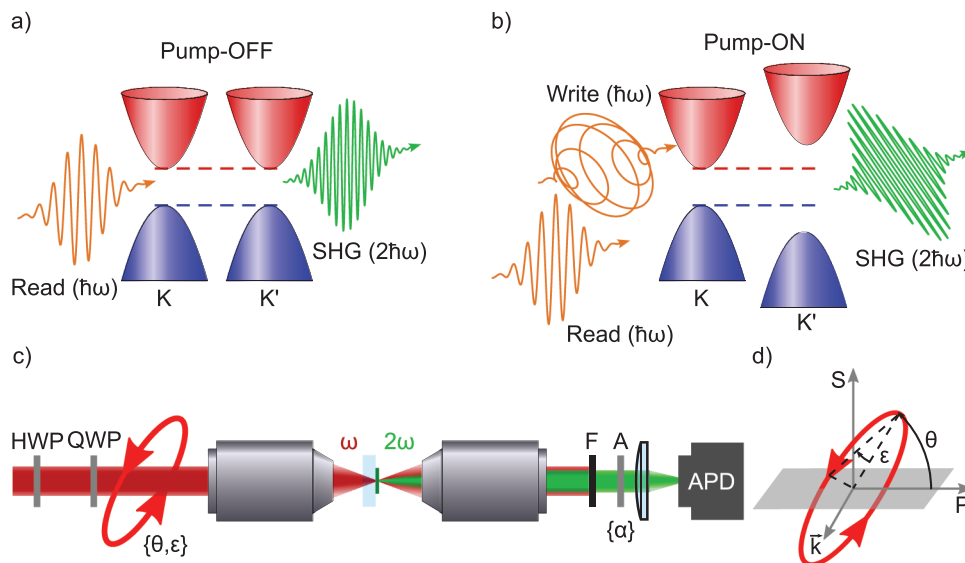 a)
Pump-OFF
Read (ħω)
K
K'
SHG (2ħω)
b)
Pump-ON
Write (ħω)
Read (ħω)
K
K'
SHG (2ħω)
c)
HWP
QWP
{θ,ε}
ω
2ω
F
A
{α}
APD
d)
S
θ
ε
P
k⃗